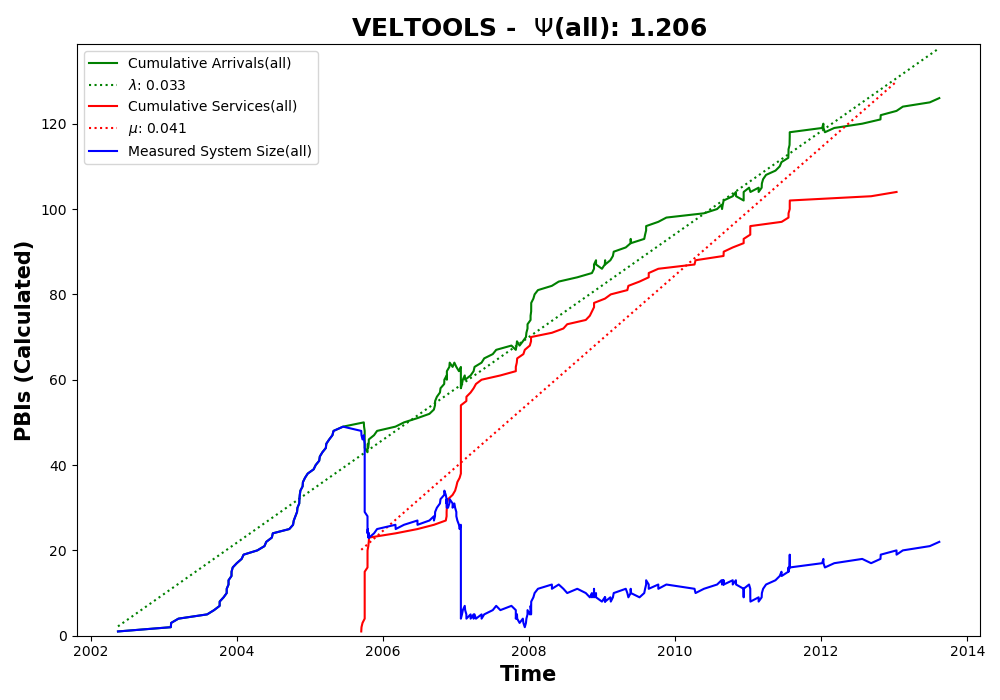 VELTOOLS -  Ψ(all): 1.206
Cumulative Arrivals(all)
λ: 0.033
Cumulative Services(all)
μ: 0.041
Measured System Size(all)
PBIs (Calculated)
120
100
80
60
40
20
0
2002 2004 2006 2008 2010 2012 2014
Time